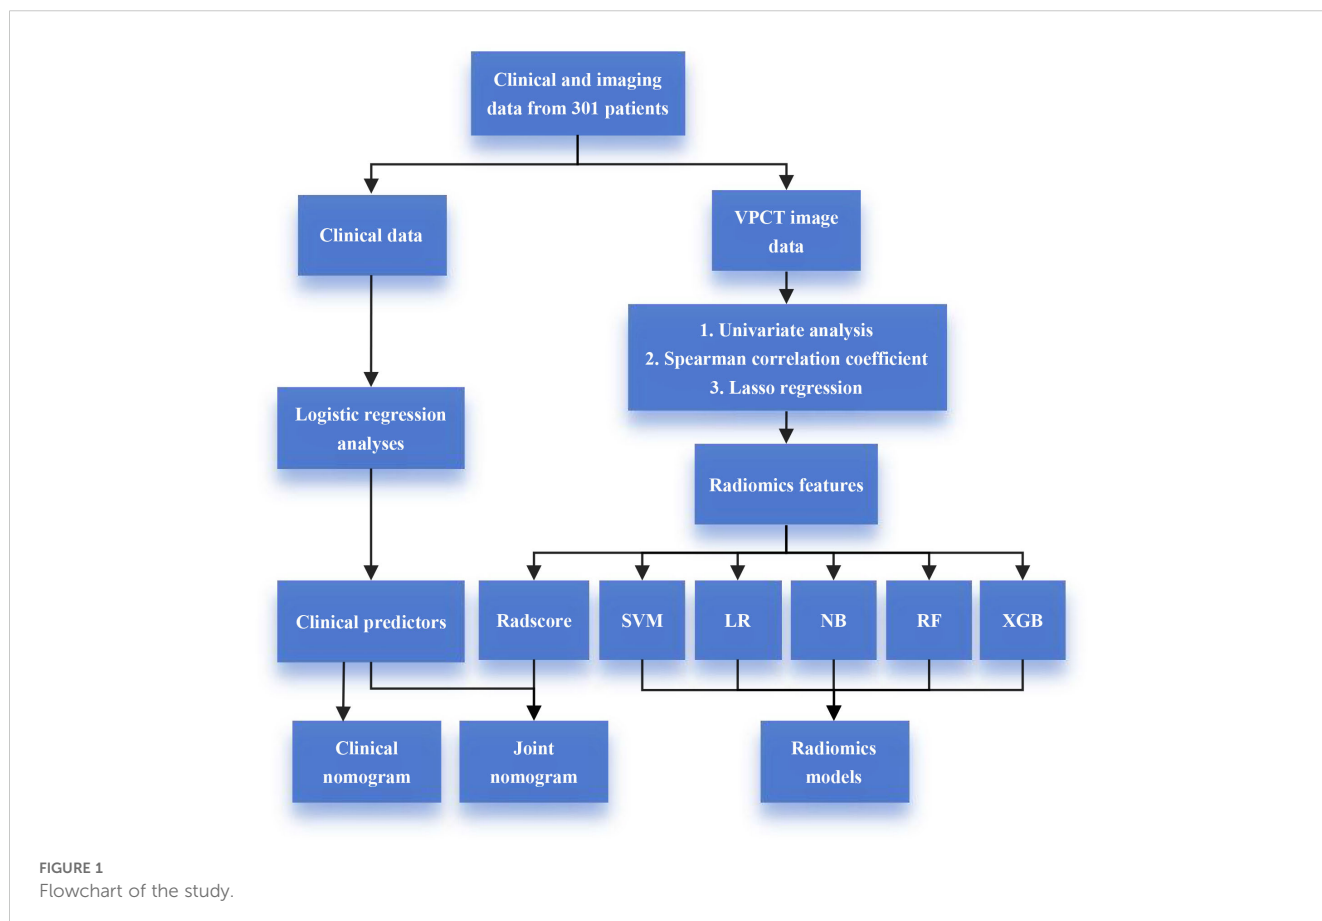 Clinical and imaging
data from 301 patients
Clinical data
VPCT image
data
1. Univariate analysis
2. Spearman correlation coefficient
3. Lasso regression
Logistic regression
analyses
Radiomics features
Clinical predictors
Radscore
SVM
LR
NB
RF
XGB
Clinical
nomogram
Joint
nomogram
Radiomics
models
FIGURE 1
Flowchart of the study.